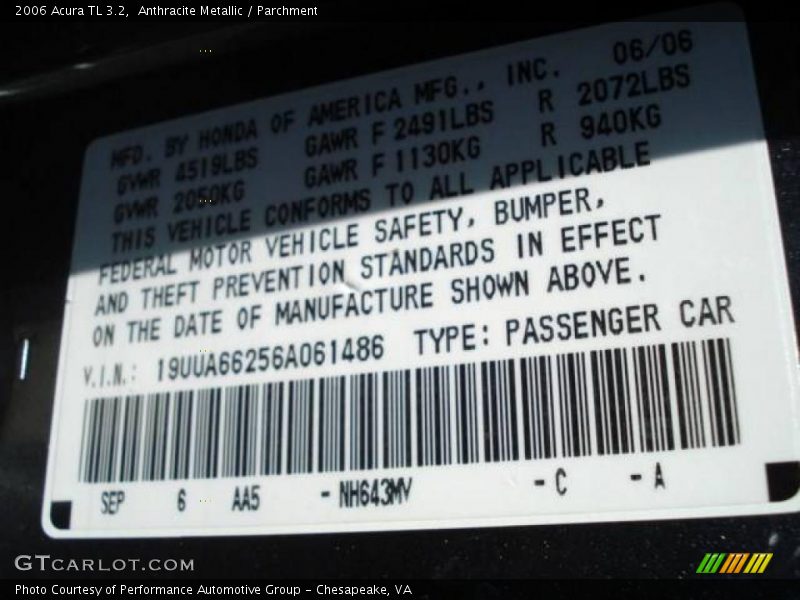 2006 Acura TL 3.2,  Anthracite Metallic / Parchment
MFD. BY HONDA OF AMERICA MFG., INC. 06/06
GVWR 4519LBS GAWR F 2491LBS R 2072LBS
GVWR 2050KG GAWR F 1130KG R 940KG
THIS VEHICLE CONFORMS TO ALL APPLICABLE
FEDERAL MOTOR VEHICLE SAFETY, BUMPER,
AND THEFT PREVENTION STANDARDS IN EFFECT
ON THE DATE OF MANUFACTURE SHOWN ABOVE.
V.I.N.: 19UUA66256A061486 TYPE: PASSENGER CAR
SEP 6 AA5 -NH643MV -C -A
GTCARLOT.COM
Photo Courtesy of Performance Automotive Group - Chesapeake, VA